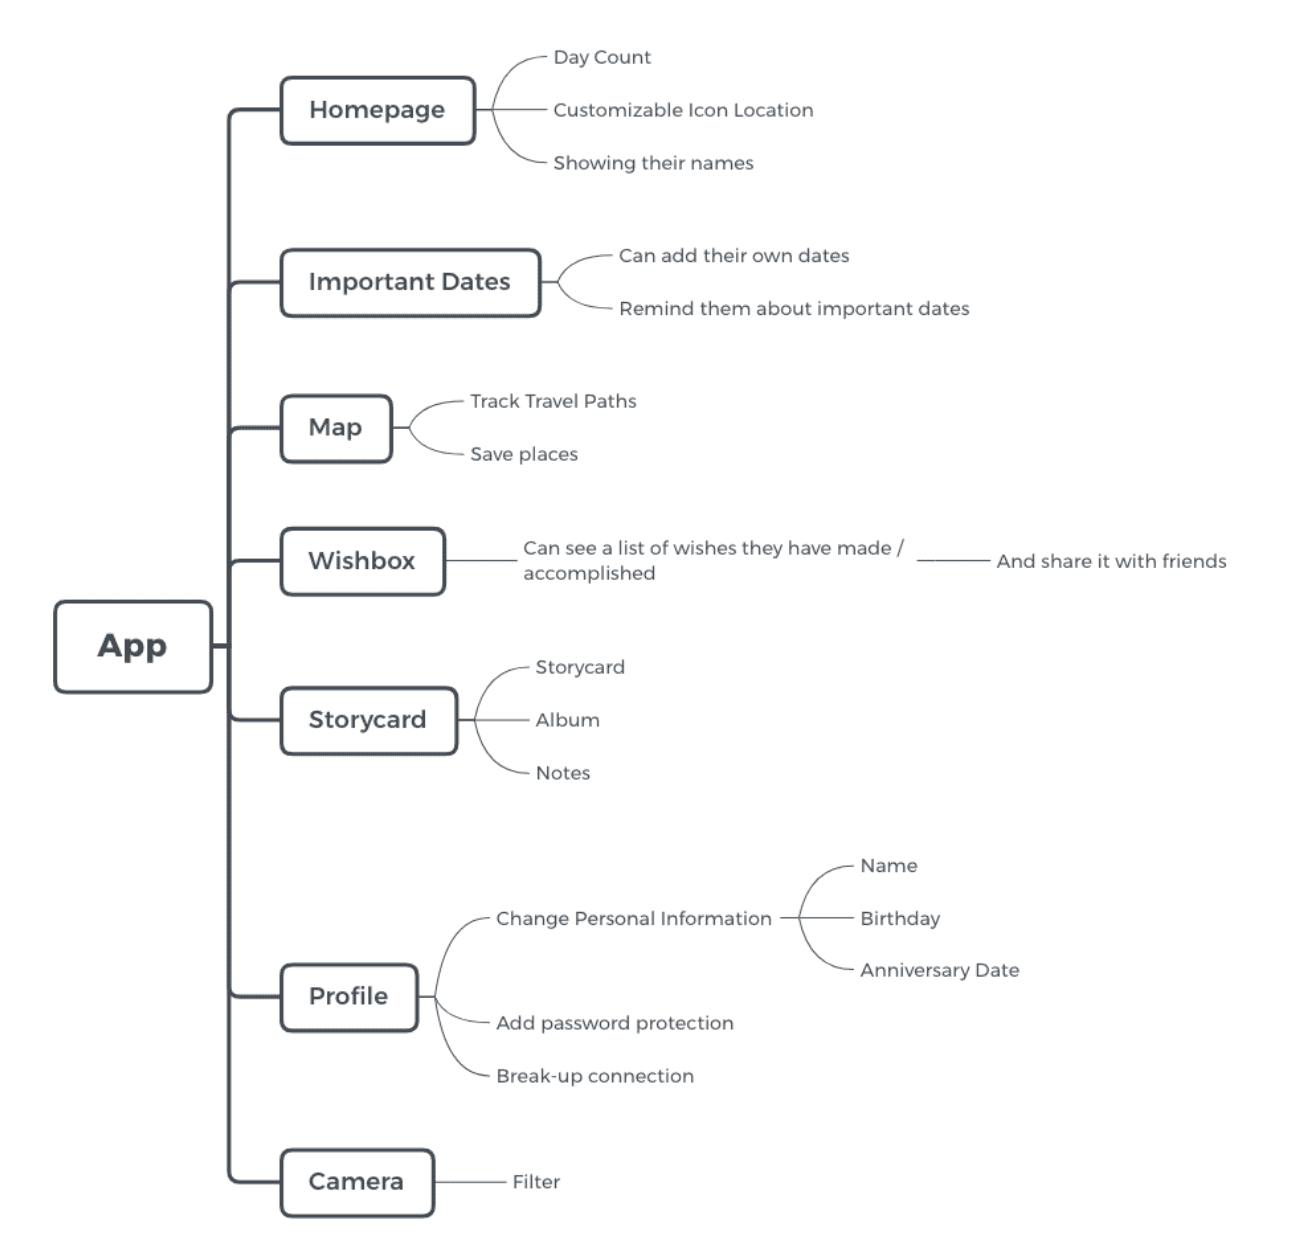 App
Homepage
Day Count
Customizable Icon Location
Showing their names
Important Dates
Can add their own dates
Remind them about important dates
Map
Track Travel Paths
Save places
Wishbox
Can see a list of wishes they have made /
accomplished
And share it with friends
Storycard
Storycard
Album
Notes
Profile
Change Personal Information
Name
Birthday
Anniversary Date
Add password protection
Break-up connection
Camera
Filter